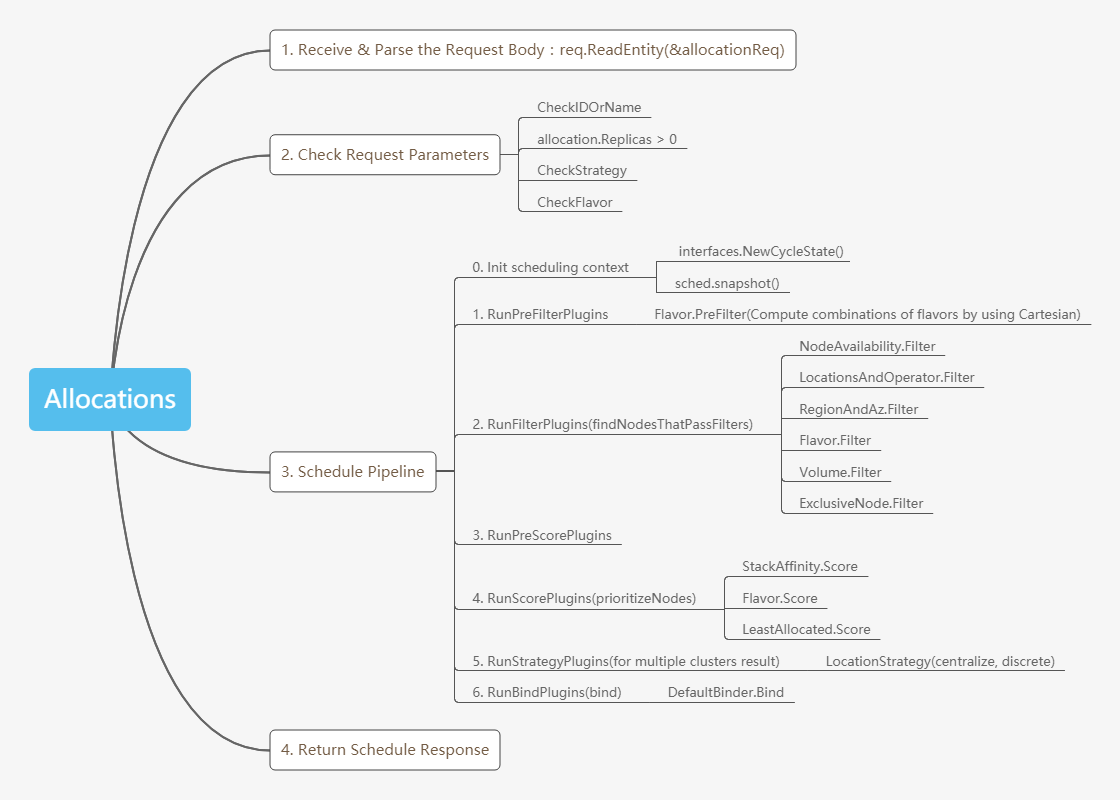 1. Receive & Parse the Request Body : req.ReadEntity(&allocationReq)
2. Check Request Parameters
CheckIDOrName
allocation.Replicas > 0
CheckStrategy
CheckFlavor
Allocations
3. Schedule Pipeline
0. Init scheduling context
interfaces.NewCycleState()
sched.snapshot()
1. RunPreFilterPlugins
Flavor.PreFilter(Compute combinations of flavors by using Cartesian)
2. RunFilterPlugins(findNodesThatPassFilters)
NodeAvailability.Filter
LocationsAndOperator.Filter
RegionAndAz.Filter
Flavor.Filter
Volume.Filter
ExclusiveNode.Filter
3. RunPreScorePlugins
4. RunScorePlugins(prioritizeNodes)
StackAffinity.Score
Flavor.Score
LeastAllocated.Score
5. RunStrategyPlugins(for multiple clusters result)
LocationStrategy(centralize, discrete)
6. RunBindPlugins(bind)
DefaultBinder.Bind
4. Return Schedule Response